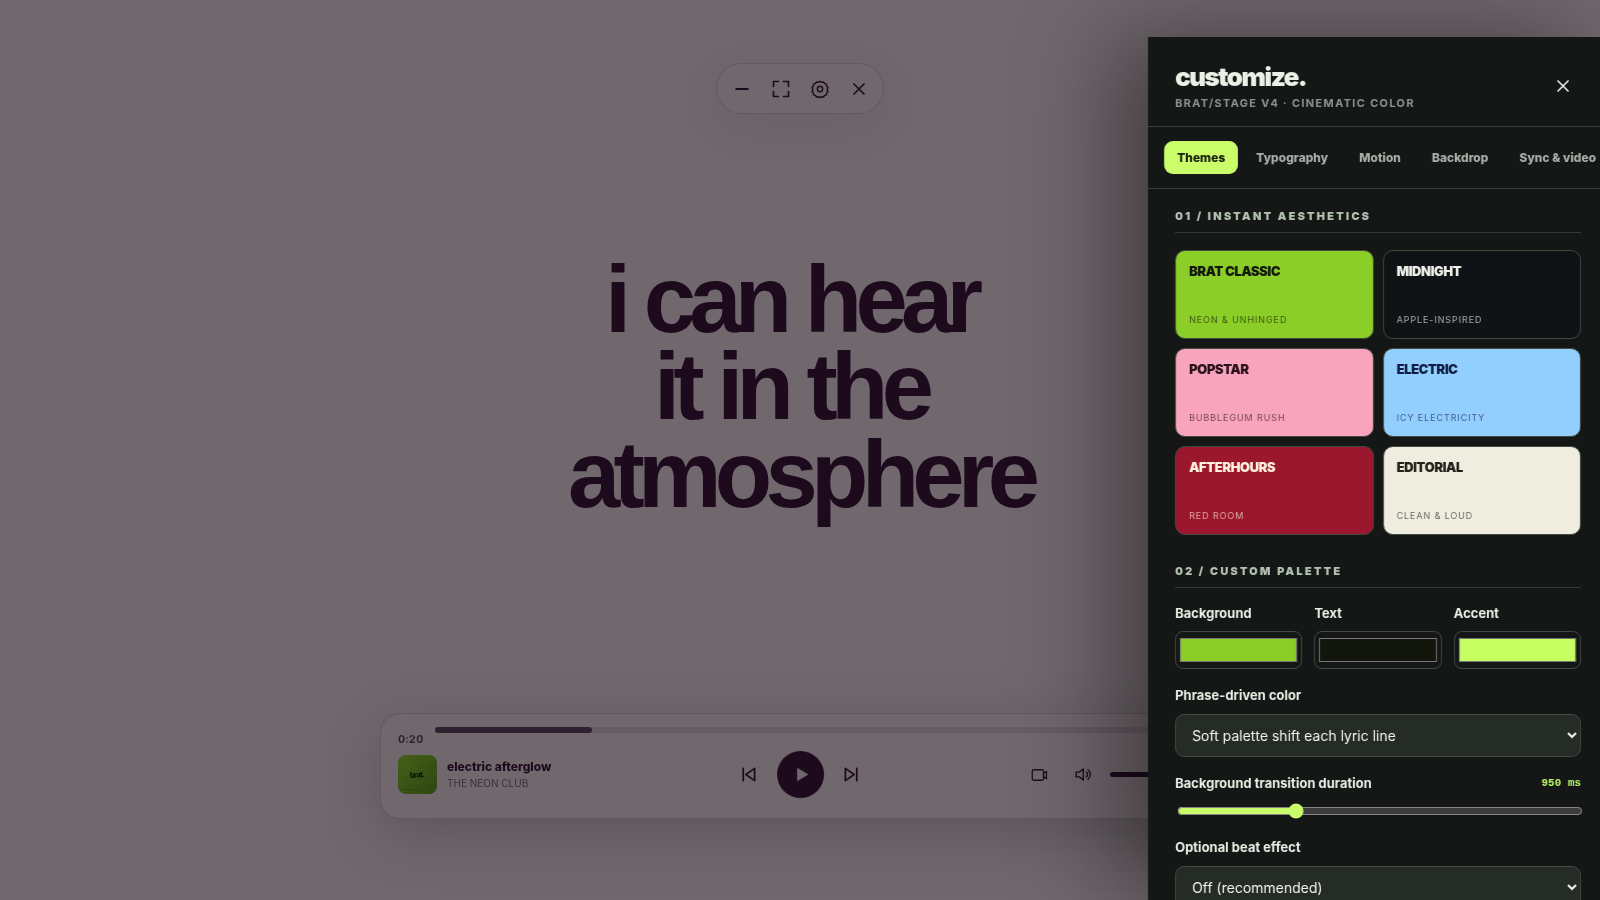 customize.
BRAT/STAGE V4 · CINEMATIC COLOR
Themes Typography Motion Backdrop Sync & video
01 / INSTANT AESTHETICS
BRAT CLASSIC
NEON & UNHINGED
MIDNIGHT
APPLE-INSPIRED
POPSTAR
BUBBLEGUM RUSH
ELECTRIC
ICY ELECTRICITY
AFTERHOURS
RED ROOM
EDITORIAL
CLEAN & LOUD
02 / CUSTOM PALETTE
Background Text Accent
Phrase-driven color
Soft palette shift each lyric line
Background transition duration 950 ms
Optional beat effect
Off (recommended)
i can hear
it in the
atmosphere
0:20
brat.
electric afterglow
THE NEON CLUB